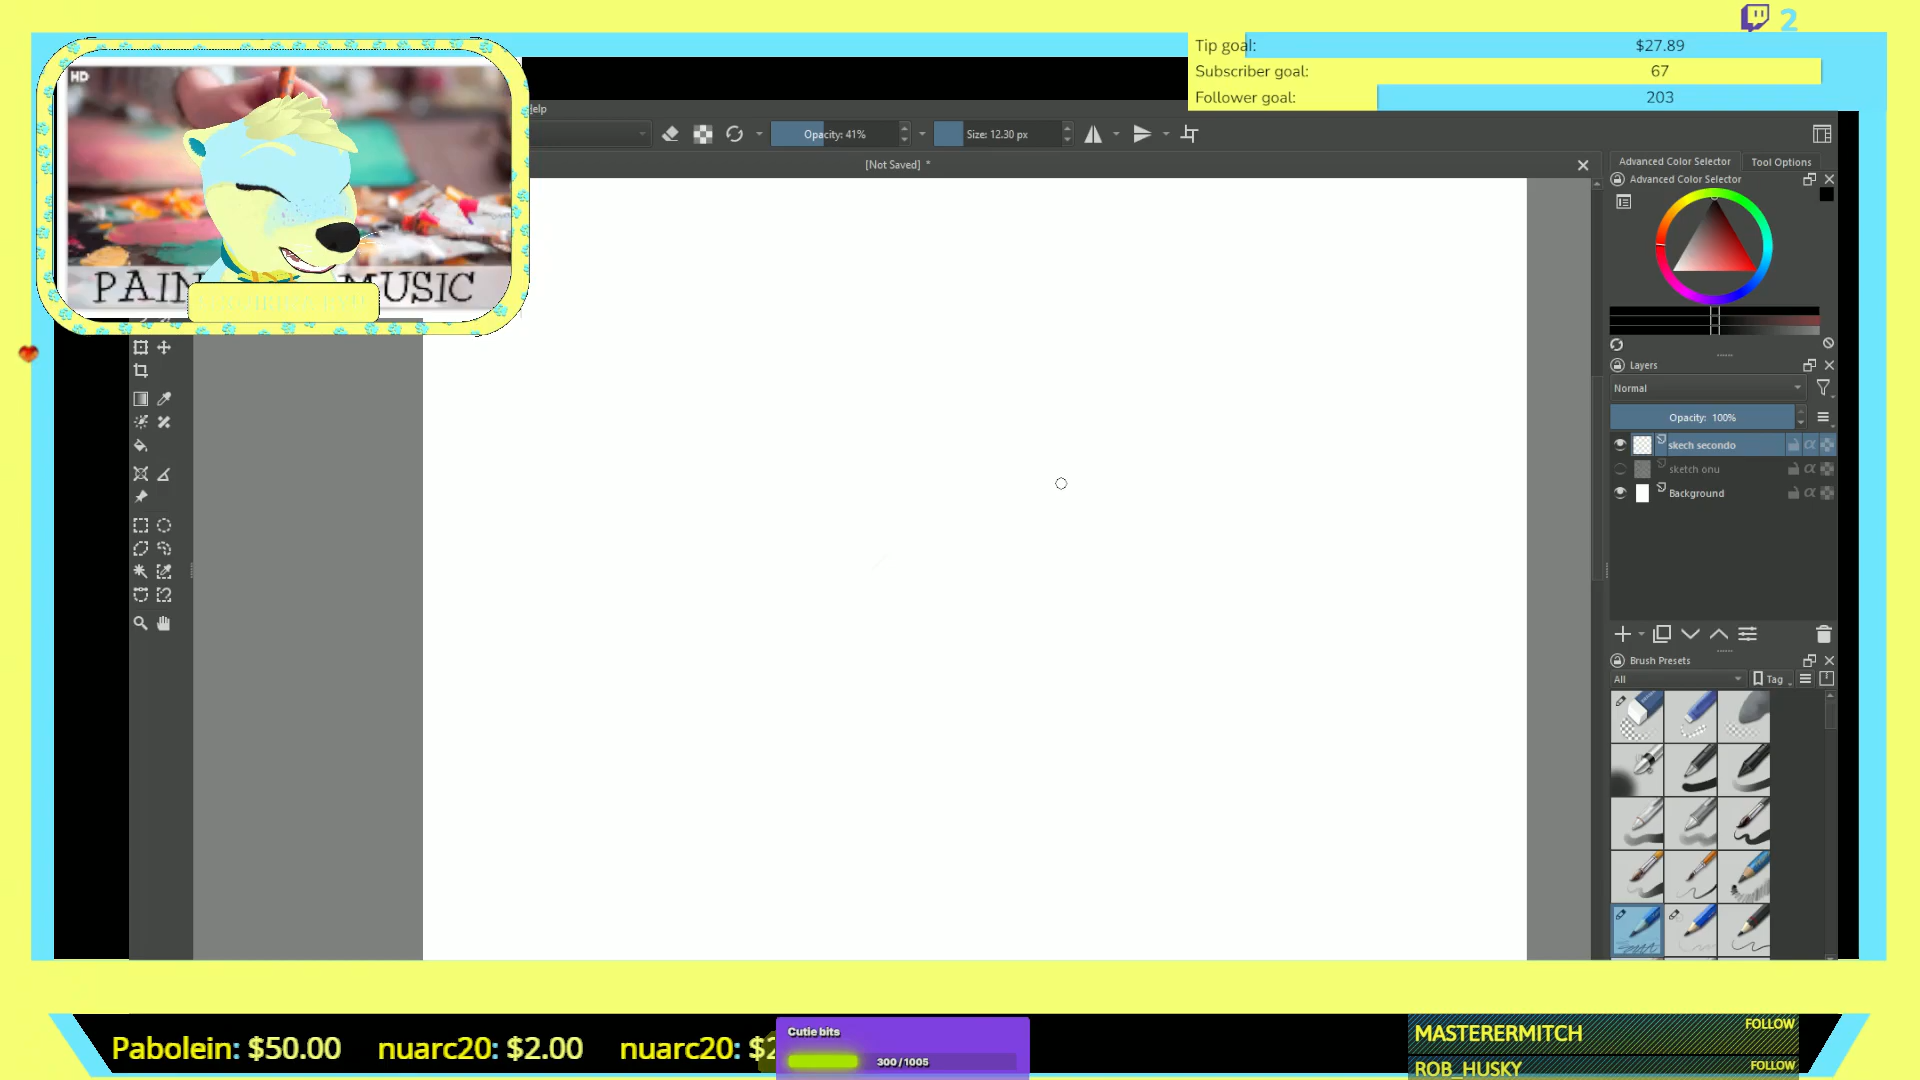 2
Tip goal: $27.89
Subscriber goal: 67
Follower goal: 203
HD
elp
Opacity: 41%
Size: 12.30 px
[Not Saved] *
Advanced Color Selector
Tool Options
Advanced Color Selector
PAIN MUSIC
Layers
Normal
Opacity: 100%
skech secondo
sketch onu
Background
Brush Presets
All
Tag
Pabolein: $50.00 nuarc20: $2.00 nuarc20: $2
Cutie bits
300/1005
MASTERERMITCH FOLLOW
ROB_HUSKY FOLLOW